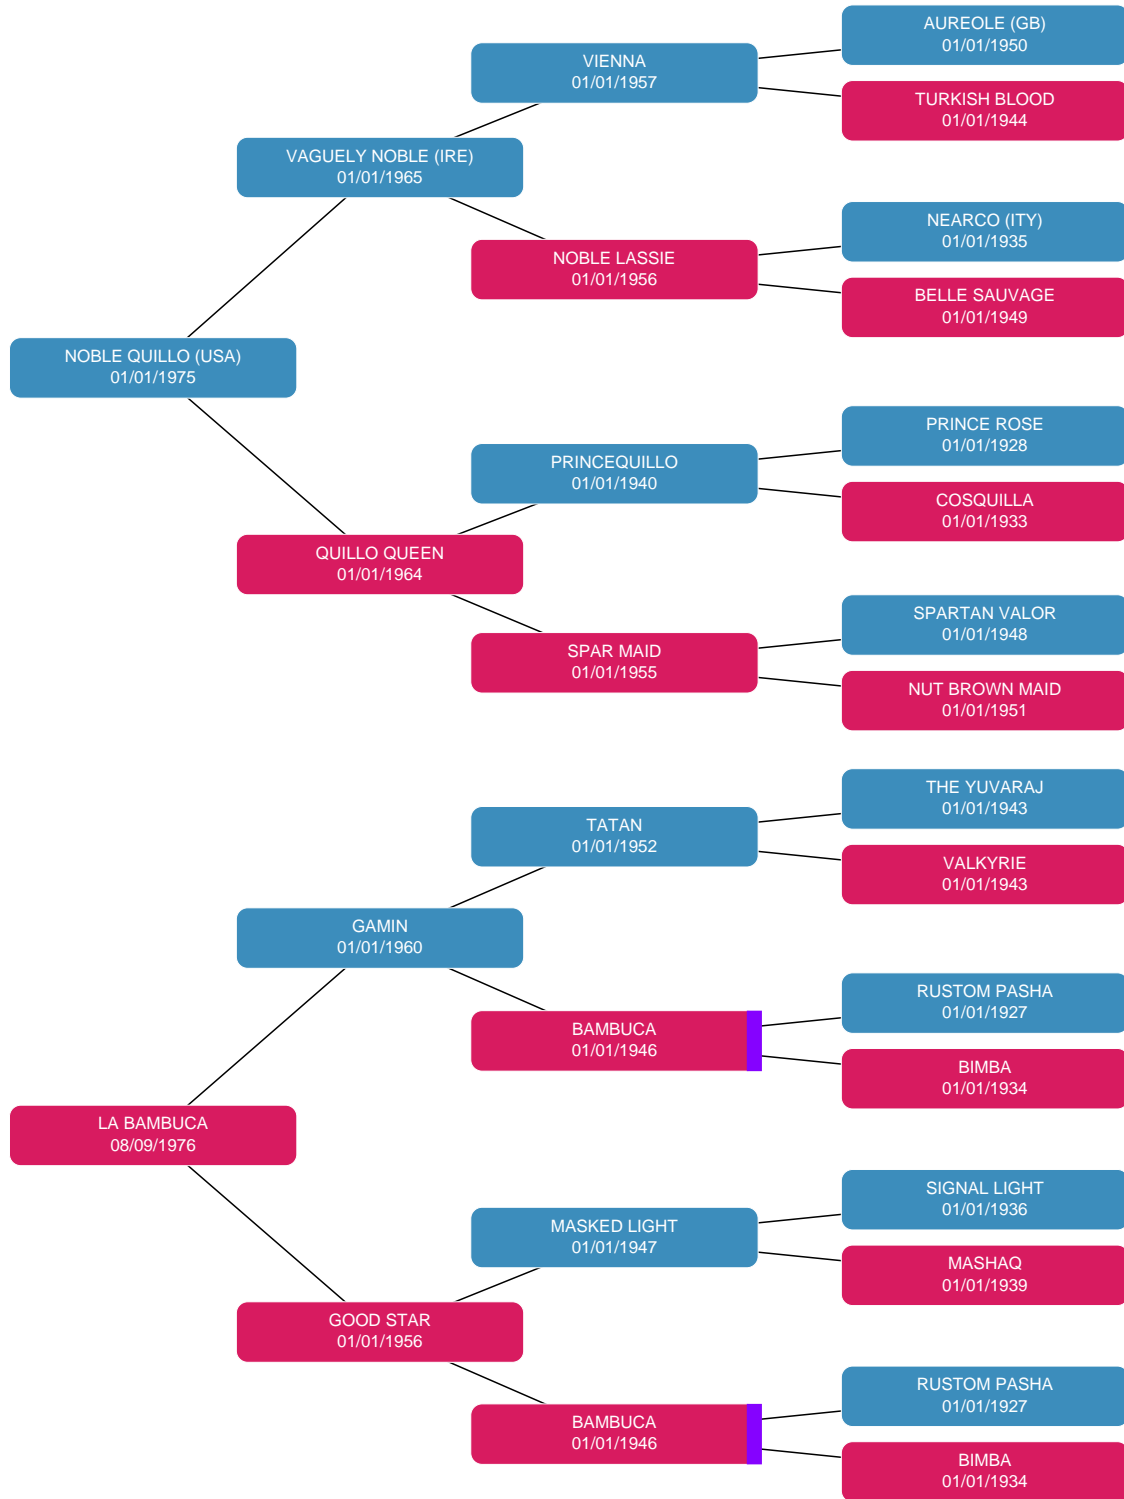 AUREOLE (GB)
01/01/1950
VIENNA
01/01/1957
TURKISH BLOOD
01/01/1944
VAGUELY NOBLE (IRE)
01/01/1965
NEARCO (ITY)
01/01/1935
NOBLE LASSIE
01/01/1956
BELLE SAUVAGE
01/01/1949
NOBLE QUILLO (USA)
01/01/1975
PRINCE ROSE
01/01/1928
PRINCEQUILLO
01/01/1940
COSQUILLA
01/01/1933
QUILLO QUEEN
01/01/1964
SPARTAN VALOR
01/01/1948
SPAR MAID
01/01/1955
NUT BROWN MAID
01/01/1951
THE YUVARAJ
01/01/1943
TATAN
01/01/1952
VALKYRIE
01/01/1943
GAMIN
01/01/1960
RUSTOM PASHA
01/01/1927
BAMBUCA
01/01/1946
BIMBA
01/01/1934
LA BAMBUCA
08/09/1976
SIGNAL LIGHT
01/01/1936
MASKED LIGHT
01/01/1947
MASHAQ
01/01/1939
GOOD STAR
01/01/1956
RUSTOM PASHA
01/01/1927
BAMBUCA
01/01/1946
BIMBA
01/01/1934